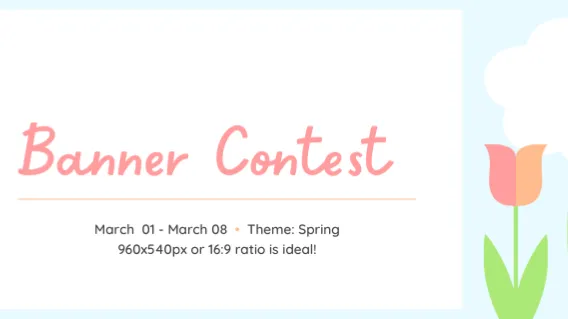 Banner Contest
March 01 - March 08 • Theme: Spring
960x540px or 16:9 ratio is ideal!